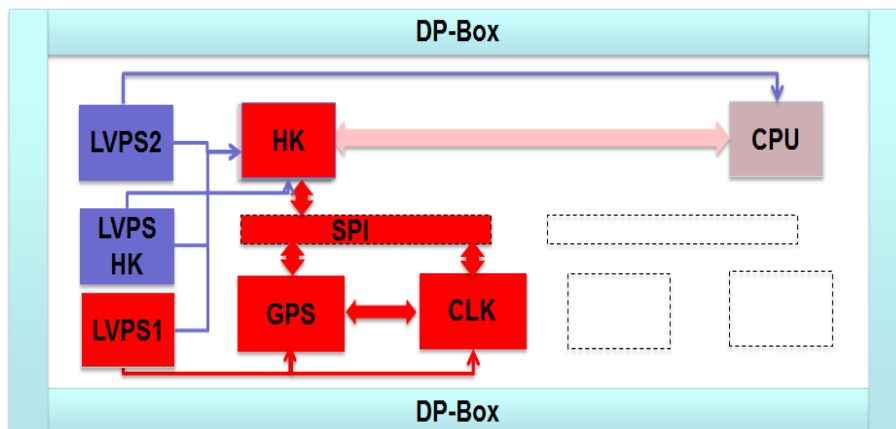 DP-Box
LVPS2
HK
CPU
LVPS
HK
SPI
LVPS1
GPS
CLK
DP-Box